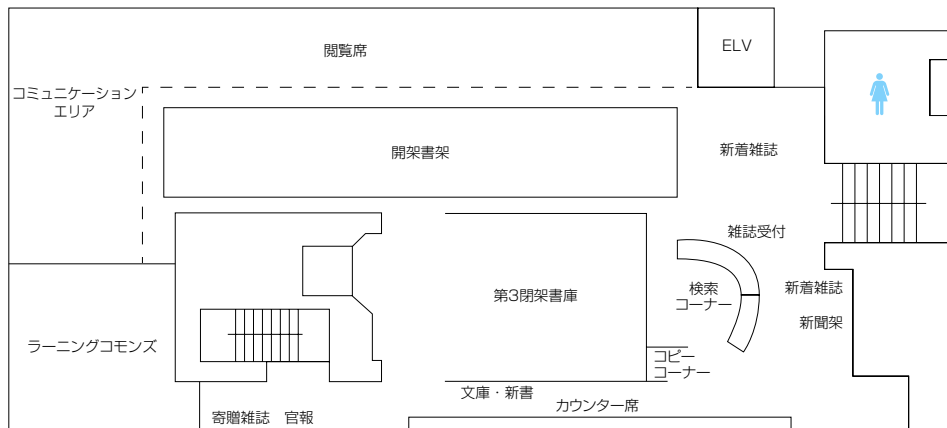 閲覧席
ELV
コミュニケーション
エリア
開架書架
新着雑誌
雑誌受付
第3閉架書庫
検索
コーナー
新着雑誌
新聞架
ラーニングコモンズ
コピー
コーナー
文庫・新書
カウンター席
寄贈雑誌 官報